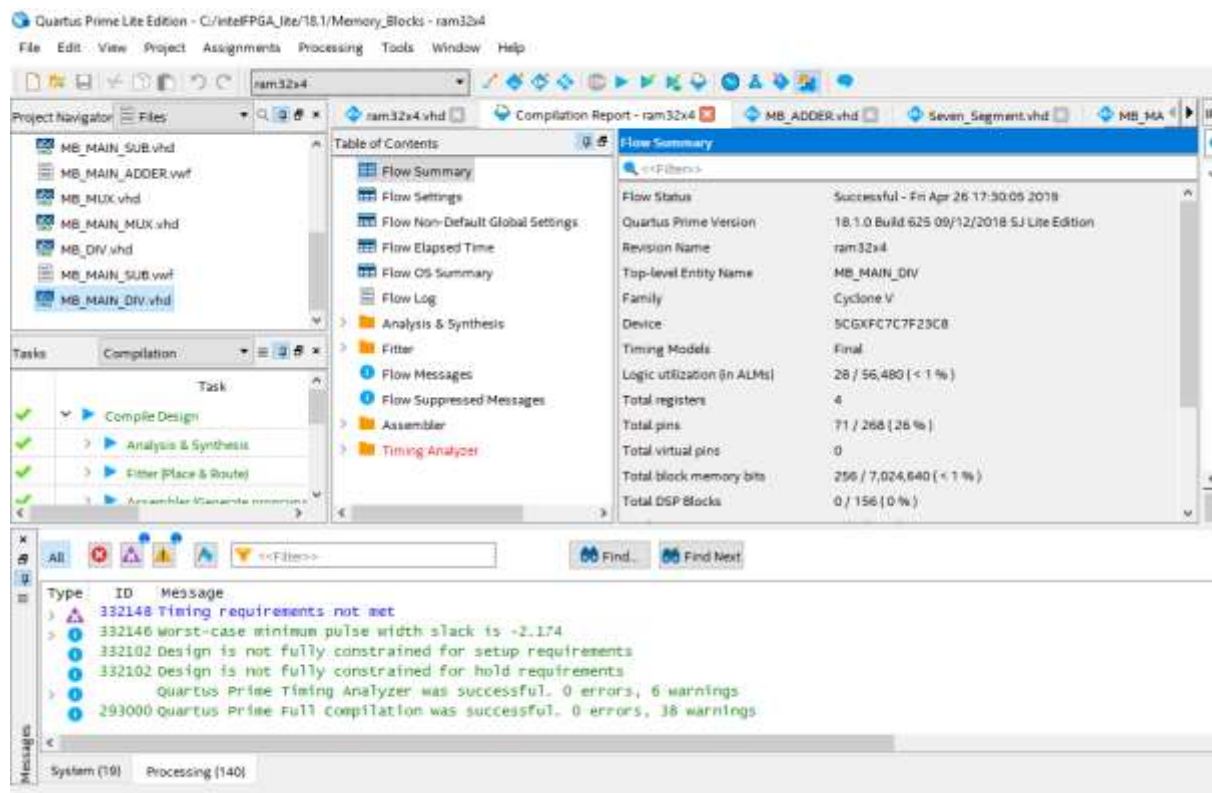 Quartus Prime Lite Edition - C:/intelFPGA_lite/18.1/Memory_Blocks - ram32x4
File Edit View Project Assignments Processing Tools Window Help
ram32x4
Project Navigator Files
ram32x4.vhd Compilation Report - ram32x4 MB_ADDER.vhd Seven_Segment.vhd MB_MA
MB_MAIN_SUB.vhd
MB_MAIN_ADDER.vwf
MB_MUX.vhd
MB_MAIN_MUX.vhd
MB_DIV.vhd
MB_MAIN_SUB.vwf
MB_MAIN_DIV.vhd
Tasks Compilation
Task
Compile Design
Analysis & Synthesis
Fitter (Place & Route)
Assembler (Generate
Table of Contents
Flow Summary
Flow Settings
Flow Non-Default Global Settings
Flow Elapsed Time
Flow OS Summary
Flow Log
Analysis & Synthesis
Fitter
Flow Messages
Flow Suppressed Messages
Assembler
Timing Analyzer
Flow Summary
<<Filter>>
Flow Status Successful - Fri Apr 26 17:30:05 2019
Quartus Prime Version 18.1.0 Build 625 09/12/2018 SJ Lite Edition
Revision Name ram32x4
Top-level Entity Name MB_MAIN_DIV
Family Cyclone V
Device 5CGXFC7C7F23C8
Timing Models Final
Logic utilization (in ALMs) 28 / 56,480 ( < 1 % )
Total registers 4
Total pins 71 / 268 ( 26 % )
Total virtual pins 0
Total block memory bits 256 / 7,024,640 ( < 1 % )
Total DSP Blocks 0 / 156 ( 0 % )
All <<Filter>> Find... Find Next
Type ID Message
332148 Timing requirements not met
332146 Worst-case minimum pulse width slack is -2.174
332102 Design is not fully constrained for setup requirements
332102 Design is not fully constrained for hold requirements
Quartus Prime Timing Analyzer was successful. 0 errors, 6 warnings
293000 Quartus Prime Full Compilation was successful. 0 errors, 38 warnings
Messages
System (19) Processing (140)